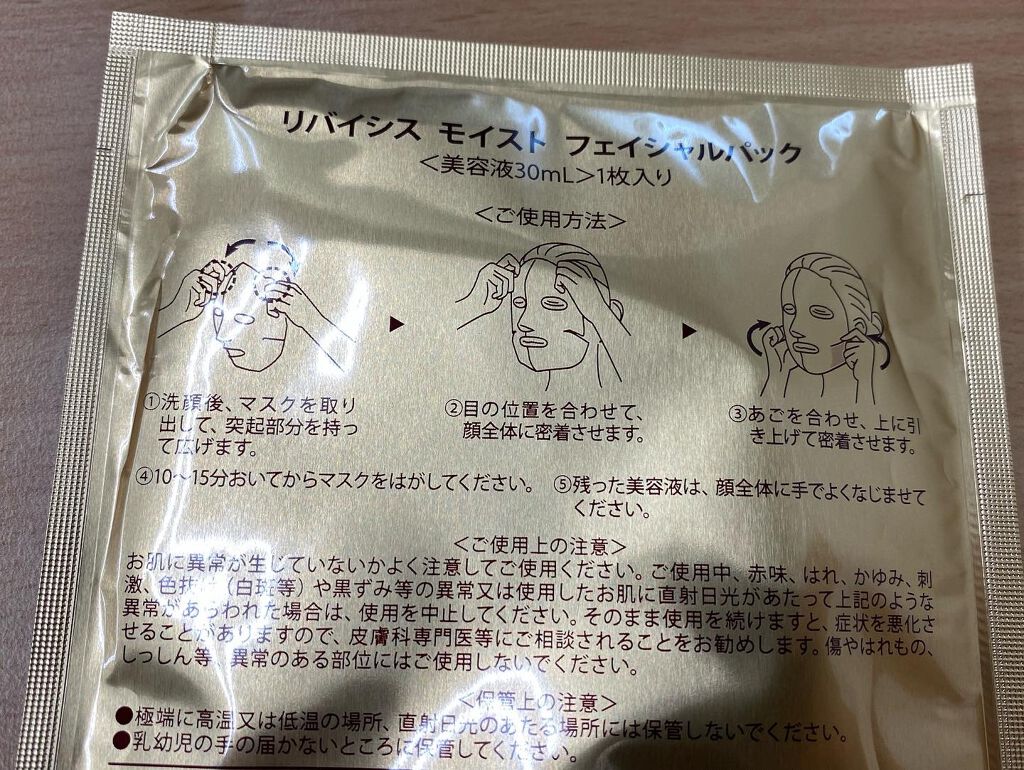 リバイシス モイスト フェイシャルパック
＜美容液30mL＞1枚入り
＜ご使用方法＞
①洗顔後、マスクを取り
出して、突起部分を持っ
て広げます。
②目の位置を合わせて、
顔全体に密着させます。
③あごを合わせ、上に引
き上げて密着させます。
④10～15分おいてからマスクをはがしてください。
⑤残った美容液は、顔全体に手でよくなじませて
ください。
＜ご使用上の注意＞
お肌に異常が生じていないかよく注意してご使用ください。ご使用中、赤味、はれ、かゆみ、刺
激、色抜け（白斑等）や黒ずみ等の異常又は使用したお肌に直射日光があたって上記のような
異常があらわれた場合は、使用を中止してください。そのまま使用を続けますと、症状を悪化さ
せることがありますので、皮膚科専門医等にご相談されることをお勧めします。傷やはれもの、
しっしん等、異常のある部位にはご使用しないでください。
＜保管上の注意＞
●極端に高温又は低温の場所、直射日光のあたる場所には保管しないでください。
●乳幼児の手の届かないところに保管してください。